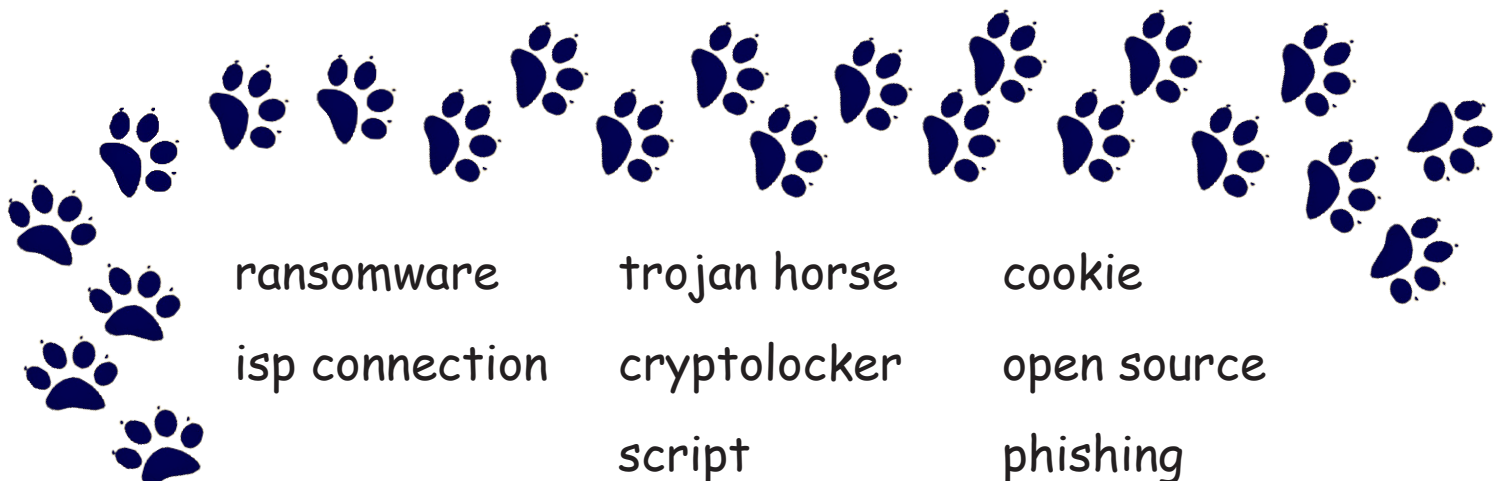 ransomware trojan horse cookie
isp connection cryptolocker open source
script phishing